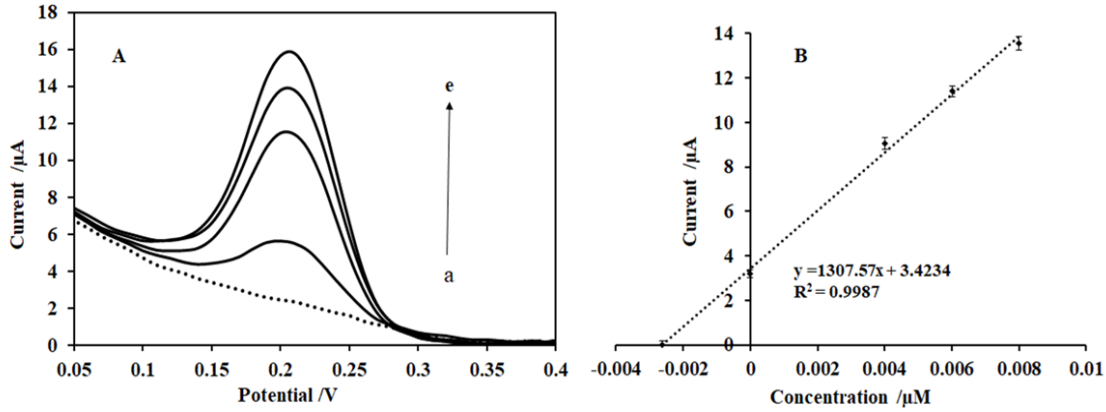 A
18
16
14
12
10
8
6
4
2
0
Current /µA
e
a
0.05 0.1 0.15 0.2 0.25 0.3 0.35 0.4
Potential /V
B
14
12
10
8
6
4
2
0
Current /µA
y =1307.57x + 3.4234
R² = 0.9987
-0.004 -0.002 0 0.002 0.004 0.006 0.008 0.01
Concentration /µM